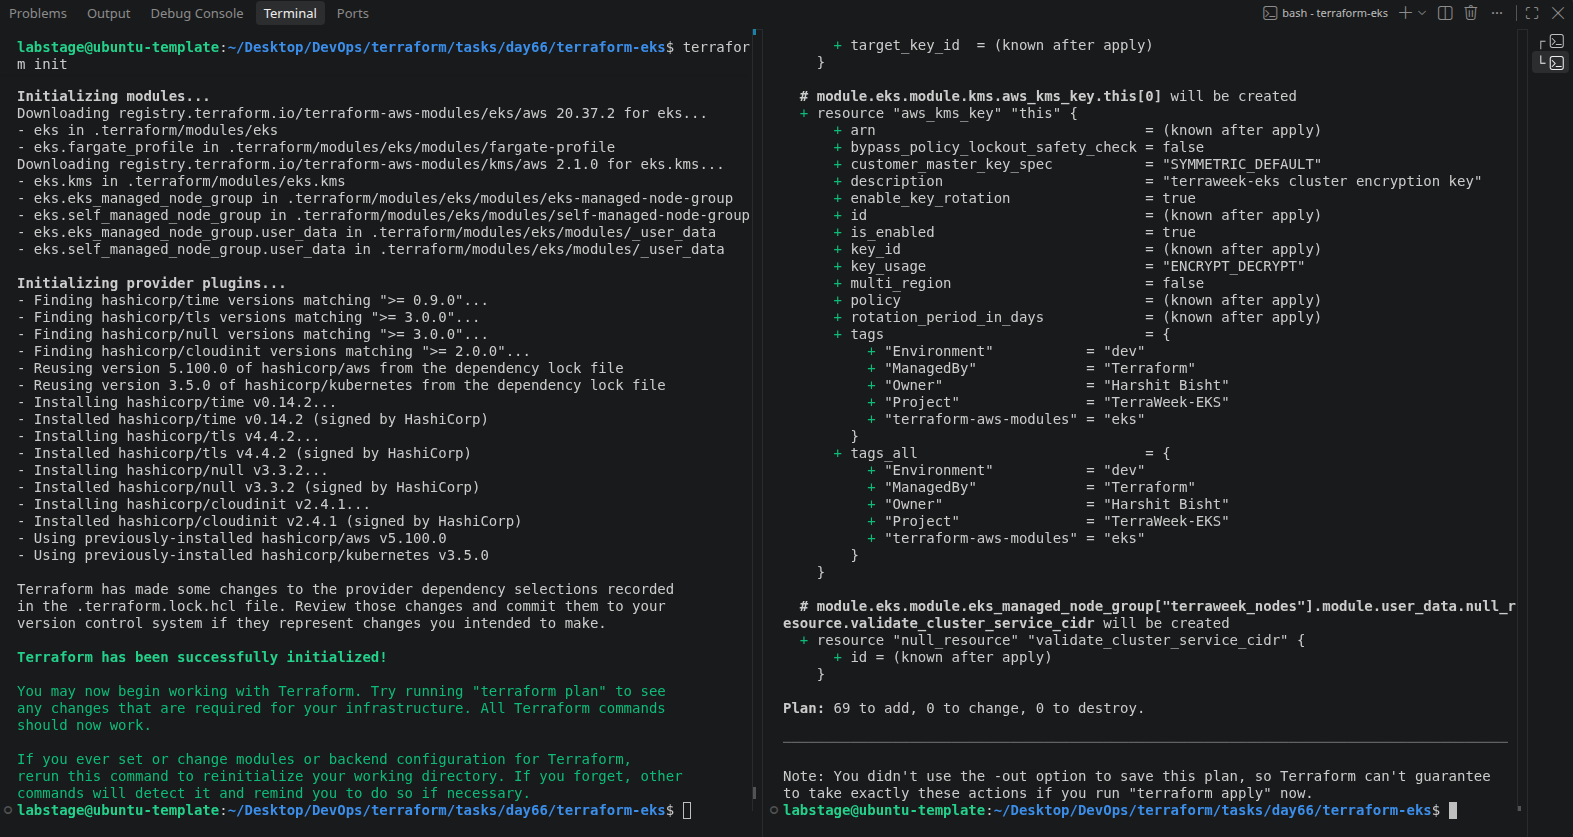 Problems Output Debug Console Terminal Ports
bash - terraform-eks
labstage@ubuntu-template:~/Desktop/DevOps/terraform/tasks/day66/terraform-eks$ terrafor
m init
Initializing modules...
Downloading registry.terraform.io/terraform-aws-modules/eks/aws 20.37.2 for eks...
- eks in .terraform/modules/eks
- eks.fargate_profile in .terraform/modules/eks/modules/fargate-profile
Downloading registry.terraform.io/terraform-aws-modules/kms/aws 2.1.0 for eks.kms...
- eks.kms in .terraform/modules/eks.kms
- eks.eks_managed_node_group in .terraform/modules/eks/modules/eks-managed-node-group
- eks.self_managed_node_group in .terraform/modules/eks/modules/self-managed-node-group
- eks.eks_managed_node_group.user_data in .terraform/modules/eks/modules/_user_data
- eks.self_managed_node_group.user_data in .terraform/modules/eks/modules/_user_data
Initializing provider plugins...
- Finding hashicorp/time versions matching ">= 0.9.0"...
- Finding hashicorp/tls versions matching ">= 3.0.0"...
- Finding hashicorp/null versions matching ">= 3.0.0"...
- Finding hashicorp/cloudinit versions matching ">= 2.0.0"...
- Reusing version 5.100.0 of hashicorp/aws from the dependency lock file
- Reusing version 3.5.0 of hashicorp/kubernetes from the dependency lock file
- Installing hashicorp/time v0.14.2...
- Installed hashicorp/time v0.14.2 (signed by HashiCorp)
- Installing hashicorp/tls v4.4.2...
- Installed hashicorp/tls v4.4.2 (signed by HashiCorp)
- Installing hashicorp/null v3.3.2...
- Installed hashicorp/null v3.3.2 (signed by HashiCorp)
- Installing hashicorp/cloudinit v2.4.1...
- Installed hashicorp/cloudinit v2.4.1 (signed by HashiCorp)
- Using previously-installed hashicorp/aws v5.100.0
- Using previously-installed hashicorp/kubernetes v3.5.0
Terraform has made some changes to the provider dependency selections recorded
in the .terraform.lock.hcl file. Review those changes and commit them to your
version control system if they represent changes you intended to make.
Terraform has been successfully initialized!
You may now begin working with Terraform. Try running "terraform plan" to see
any changes that are required for your infrastructure. All Terraform commands
should now work.
If you ever set or change modules or backend configuration for Terraform,
rerun this command to reinitialize your working directory. If you forget, other
commands will detect it and remind you to do so if necessary.
labstage@ubuntu-template:~/Desktop/DevOps/terraform/tasks/day66/terraform-eks$
+ target_key_id = (known after apply)
}
# module.eks.module.kms.aws_kms_key.this[0] will be created
+ resource "aws_kms_key" "this" {
+ arn = (known after apply)
+ bypass_policy_lockout_safety_check = false
+ customer_master_key_spec = "SYMMETRIC_DEFAULT"
+ description = "terraweek-eks cluster encryption key"
+ enable_key_rotation = true
+ id = (known after apply)
+ is_enabled = true
+ key_id = (known after apply)
+ key_usage = "ENCRYPT_DECRYPT"
+ multi_region = false
+ policy = (known after apply)
+ rotation_period_in_days = (known after apply)
+ tags = {
+ "Environment" = "dev"
+ "ManagedBy" = "Terraform"
+ "Owner" = "Harshit Bisht"
+ "Project" = "TerraWeek-EKS"
+ "terraform-aws-modules" = "eks"
}
+ tags_all = {
+ "Environment" = "dev"
+ "ManagedBy" = "Terraform"
+ "Owner" = "Harshit Bisht"
+ "Project" = "TerraWeek-EKS"
+ "terraform-aws-modules" = "eks"
}
}
# module.eks.module.eks_managed_node_group["terraweek_nodes"].module.user_data.null_r
esource.validate_cluster_service_cidr will be created
+ resource "null_resource" "validate_cluster_service_cidr" {
+ id = (known after apply)
}
Plan: 69 to add, 0 to change, 0 to destroy.
Note: You didn't use the -out option to save this plan, so Terraform can't guarantee
to take exactly these actions if you run "terraform apply" now.
labstage@ubuntu-template:~/Desktop/DevOps/terraform/tasks/day66/terraform-eks$